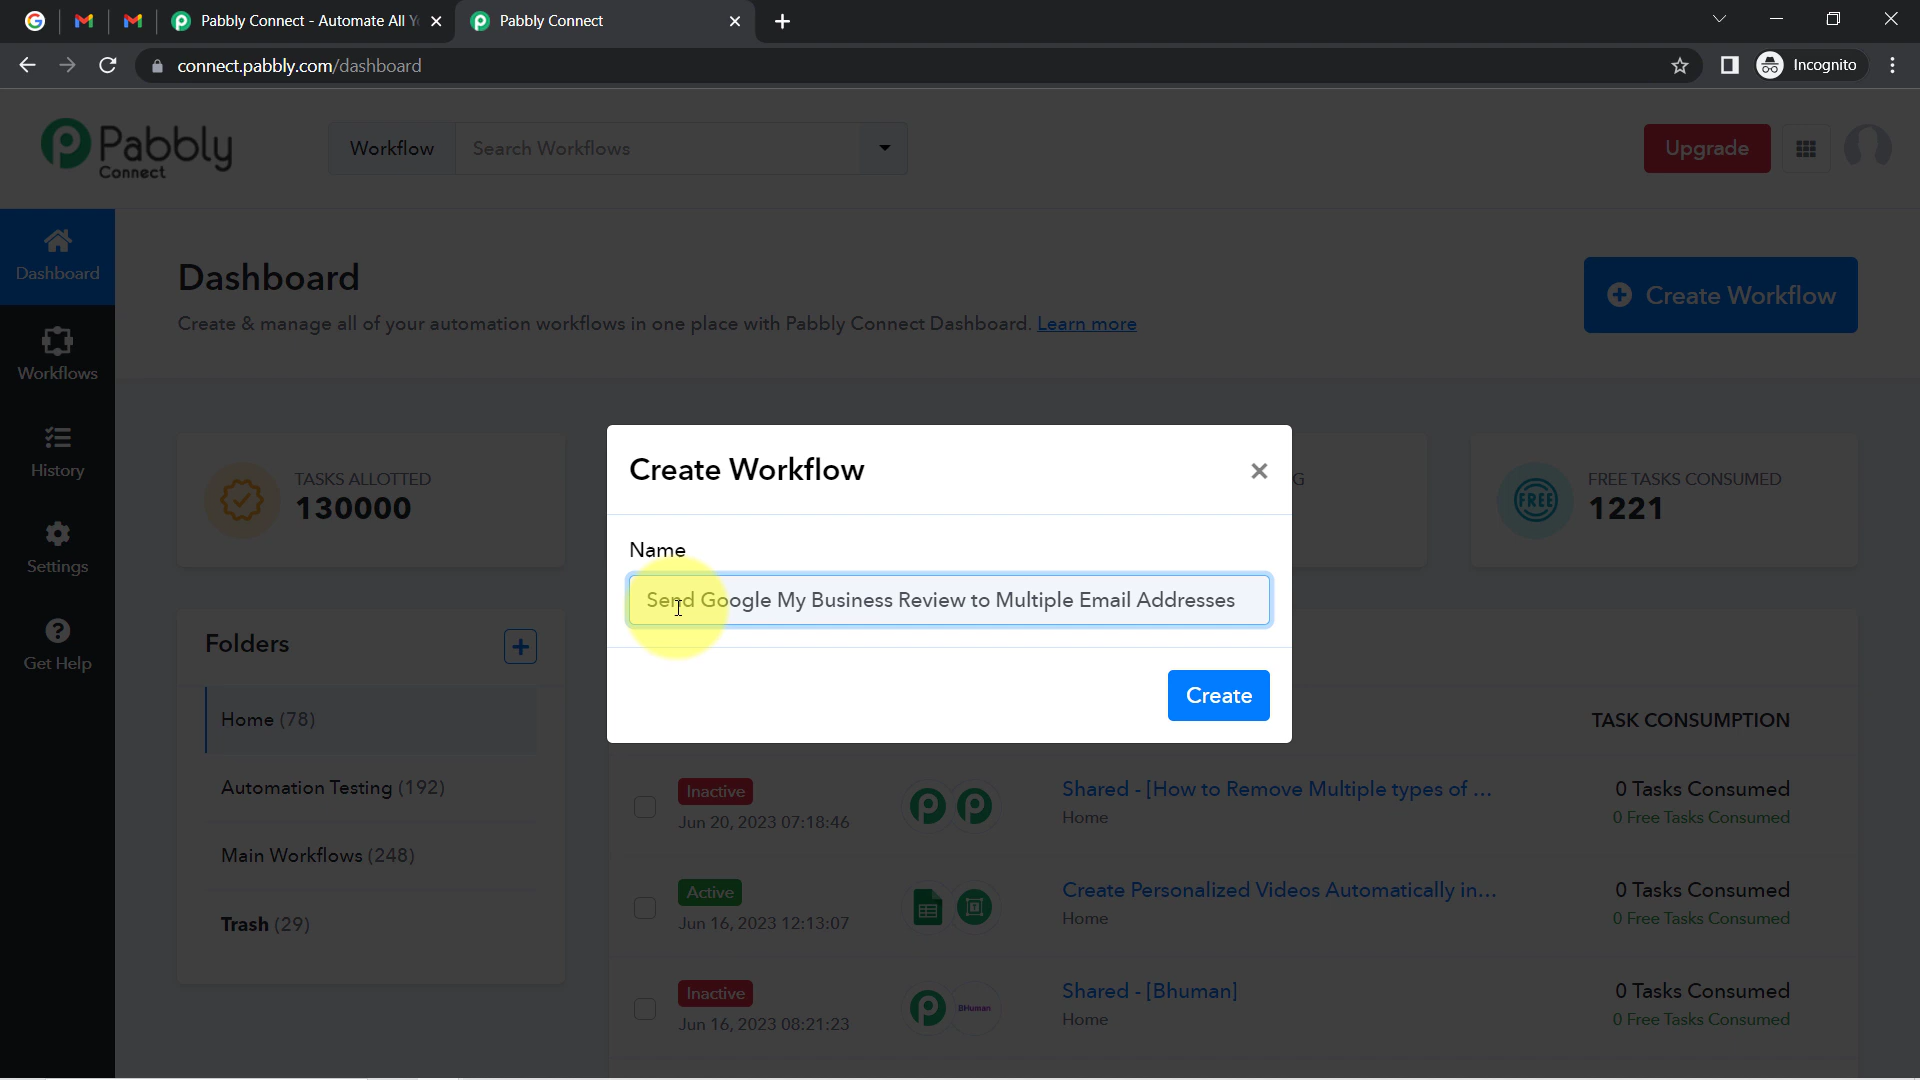 Pabbly Connect - Automate All Y
Pabbly Connect
connect.pabbly.com/dashboard
Incognito
Pabbly
Connect
Workflow
Search Workflows
Upgrade
Dashboard
Workflows
History
Settings
Get Help
Dashboard
Create & manage all of your automation workflows in one place with Pabbly Connect Dashboard. Learn more
Create Workflow
TASKS ALLOTTED
130000
G
FREE
FREE TASKS CONSUMED
1221
Create Workflow
Name
Send Google My Business Review to Multiple Email Addresses
Create
Folders
Home (78)
Automation Testing (192)
Main Workflows (248)
Trash (29)
TASK CONSUMPTION
Inactive
Jun 20, 2023 07:18:46
Shared - [How to Remove Multiple types of ...
Home
0 Tasks Consumed
0 Free Tasks Consumed
Active
Jun 16, 2023 12:13:07
Create Personalized Videos Automatically in...
Home
0 Tasks Consumed
0 Free Tasks Consumed
Inactive
Jun 16, 2023 08:21:23
BHuman
Shared - [Bhuman]
Home
0 Tasks Consumed
0 Free Tasks Consumed